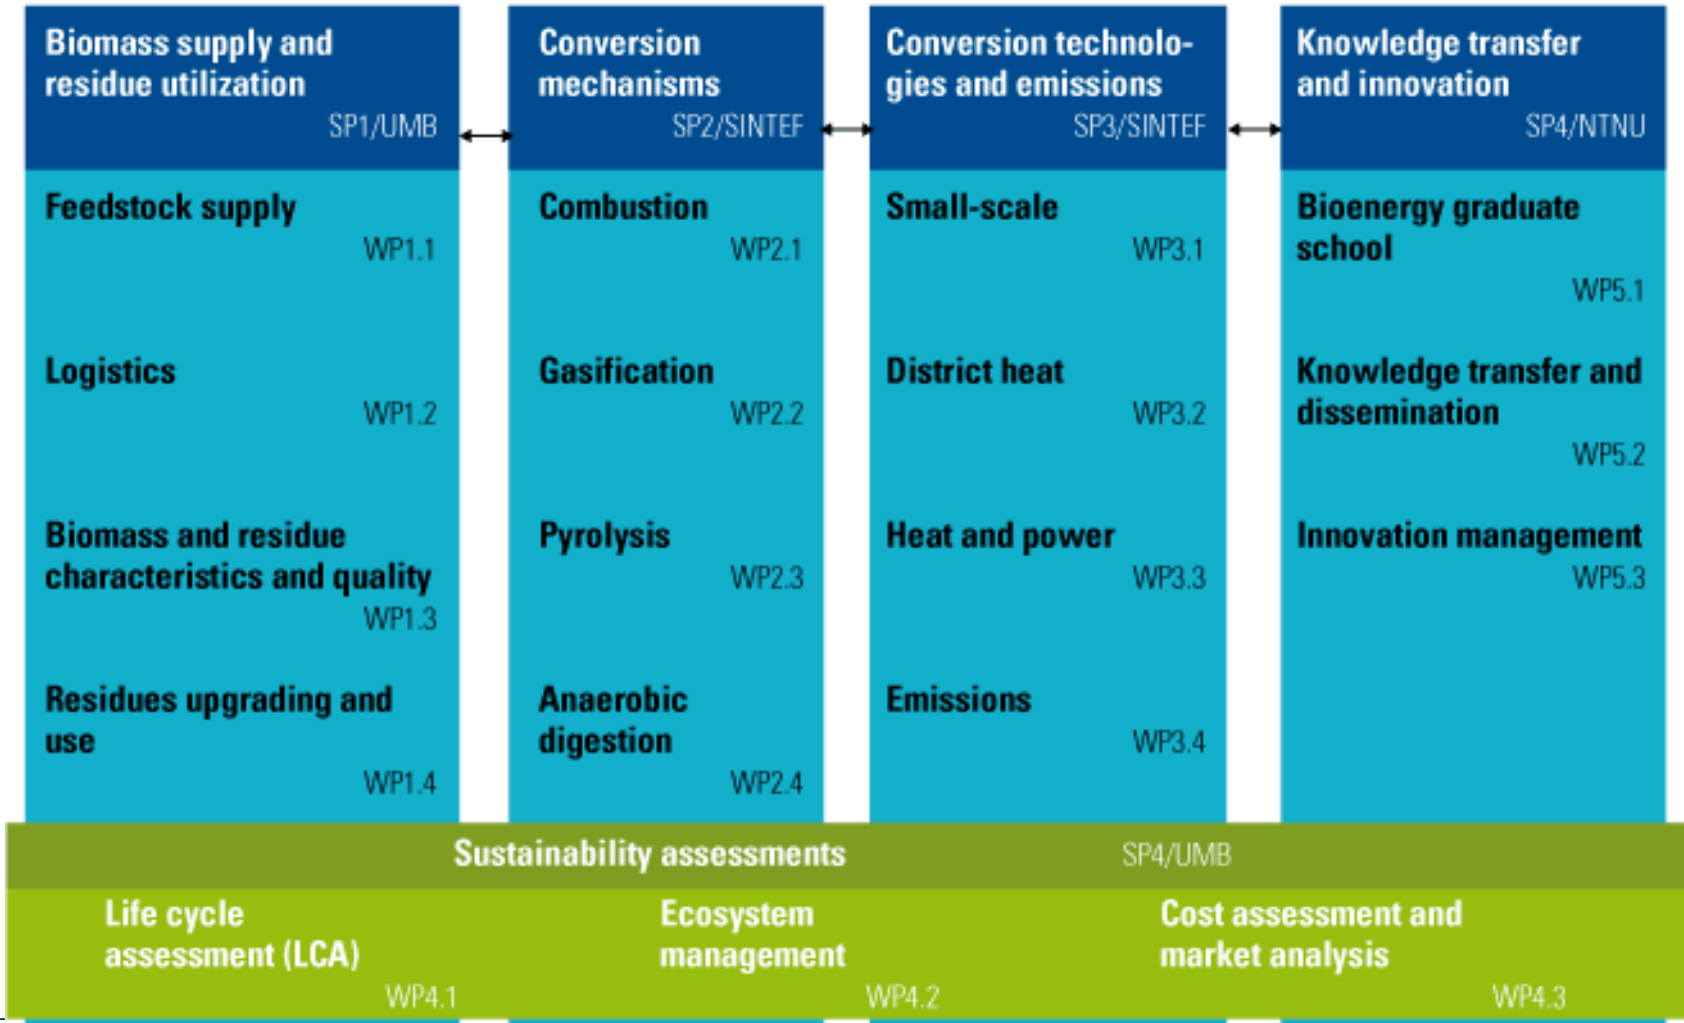 Biomass supply and
residue utilization
SP1/UMB
Feedstock supply
WP1.1
Logistics
WP1.2
Biomass and residue
characteristics and quality
WP1.3
Residues upgrading and
use
WP1.4
Conversion
mechanisms
SP2/SINTEF
Combustion
WP2.1
Gasification
WP2.2
Pyrolysis
WP2.3
Anaerobic
digestion
WP2.4
Conversion technolo-
gies and emissions
SP3/SINTEF
Small-scale
WP3.1
District heat
WP3.2
Heat and power
WP3.3
Emissions
WP3.4
Knowledge transfer
and innovation
SP4/NTNU
Bioenergy graduate
school
WP5.1
Knowledge transfer and
dissemination
WP5.2
Innovation management
WP5.3
Sustainability assessments SP4/UMB
Life cycle
assessment (LCA)
WP4.1
Ecosystem
management
WP4.2
Cost assessment and
market analysis
WP4.3